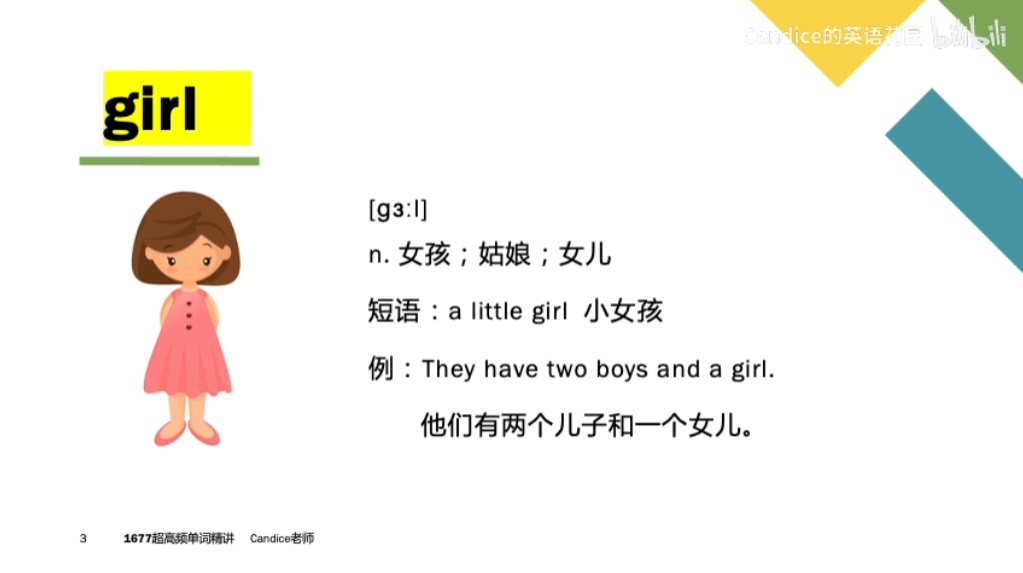 Candice的英语花园 bilibili
girl
[ɡɜːl]
n. 女孩；姑娘；女儿
短语：a little girl 小女孩
例：They have two boys and a girl.
他们有两个儿子和一个女儿。
3 1677超高频单词精讲 Candice老师